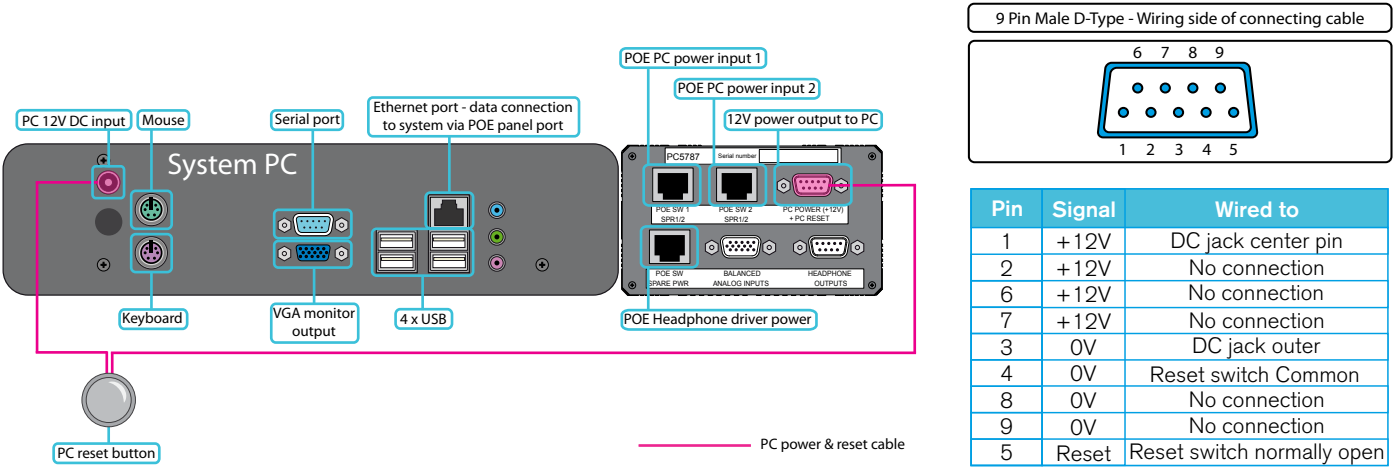 9 Pin Male D-Type - Wiring side of connecting cable
6 7 8 9
1 2 3 4 5
POE PC power input 1
POE PC power input 2
12V power output to PC
Ethernet port - data connection
to system via POE panel port
PC 12V DC input
Mouse
Serial port
System PC
PC5787
Serial number
POE SW 1
SPR1/2
POE SW 2
SPR1/2
PC POWER (+12V)
+ PC RESET
POE SW
SPARE PWR
BALANCED
ANALOG INPUTS
HEADPHONE
OUTPUTS
Keyboard
VGA monitor
output
4 x USB
POE Headphone driver power
PC reset button
PC power & reset cable
Pin Signal Wired to
1 +12V DC jack center pin
2 +12V No connection
6 +12V No connection
7 +12V No connection
3 0V DC jack outer
4 0V Reset switch Common
8 0V No connection
9 0V No connection
5 Reset Reset switch normally open